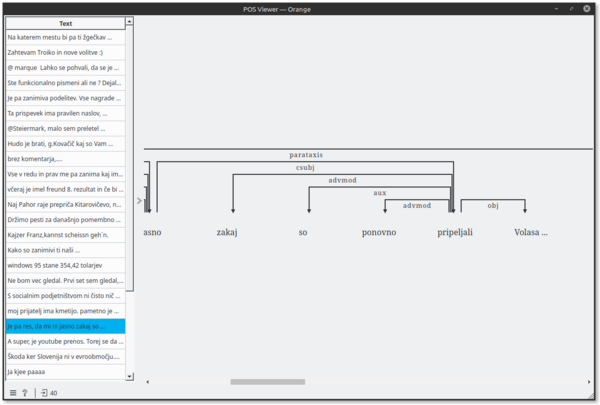 POS Viewer — Orange
Text
Na katerem mestu bi pa ti žgečkav ...
Zahtevam Troiko in nove volitve :)
@ marque Lahko se pohvali, da se je ...
Ste funkcionalno pismeni ali ne ? Dejal...
Je pa zanimiva podelitev. Vse nagrade ...
Ta prispevek ima pravilen naslov, ...
@Steiermark, malo sem preletel ...
Hudo je brati, g.Kovačič kaj so Vam ...
brez komentarja,....
Vse v redu in prav me pa zanima kaj im...
včeraj je imel freund 8. rezultat in če bi ...
Naj Pahor raje prepriča Kitarovičevo, n...
Držimo pesti za današnjo pomembno ...
Kajzer Franz,kannst scheissn geh´n.
Kako so zanimivi ti naši ...
windows 95 stane 354,42 tolarjev
Ne bom vec gledal. Prvi set sem gledal,...
S socialnim podjetništvom ni čisto nič ...
moj prijatelj ima kmetijo. pametno je ...
Je pa res, da mi ni jasno zakaj so ...
A super, je youtube prenos. Torej se da ...
Škoda ker Slovenija ni v evroobmočju....
Ja kjee paaaa
40
parataxis
csubj
advmod
aux
advmod obj
asno zakaj so ponovno pripeljali Volasa ...